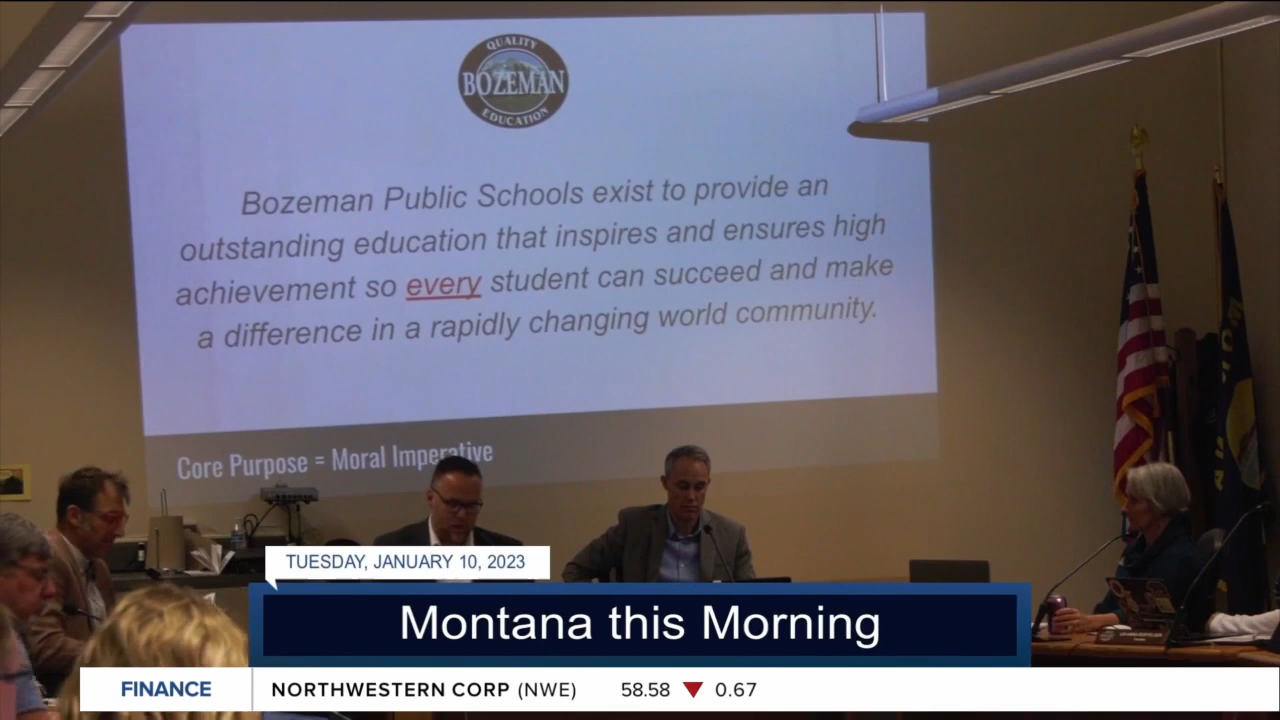 QUALITY
BOZEMAN
EDUCATION
Bozeman Public Schools exist to provide an
outstanding education that inspires and ensures high
achievement so every student can succeed and make
a difference in a rapidly changing world community.
Core Purpose = Moral Imperative
TUESDAY, JANUARY 10, 2023
Montana this Morning
FINANCE
NORTHWESTERN CORP (NWE) 58.58 ▼ 0.67